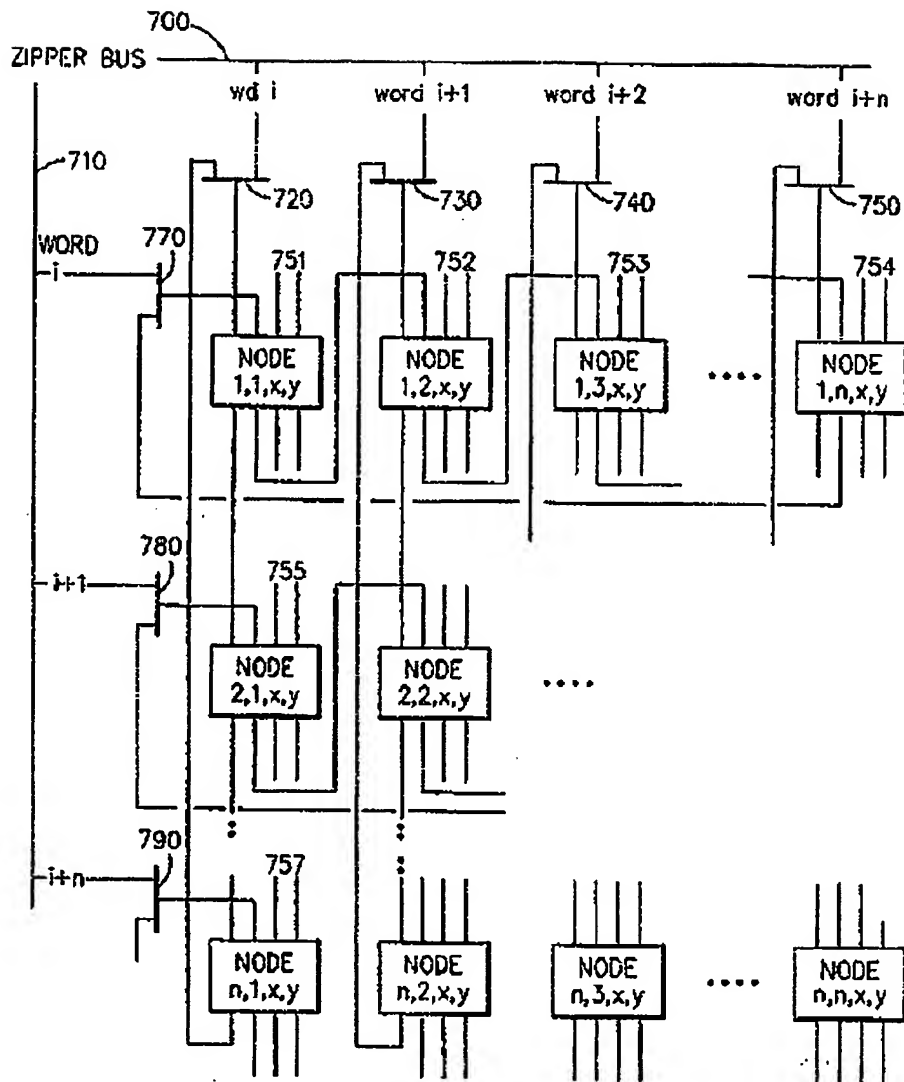 700
ZIPPER BUS
wd i
word i+1
word i+2
word i+n
710
720
730
740
750
WORD
770
i
751
752
753
754
NODE
1,1,x,y
NODE
1,2,x,y
NODE
1,3,x,y
....
NODE
1,n,x,y
780
i+1
755
NODE
2,1,x,y
NODE
2,2,x,y
....
790
i+n
757
NODE
n,1,x,y
NODE
n,2,x,y
NODE
n,3,x,y
....
NODE
n,n,x,y